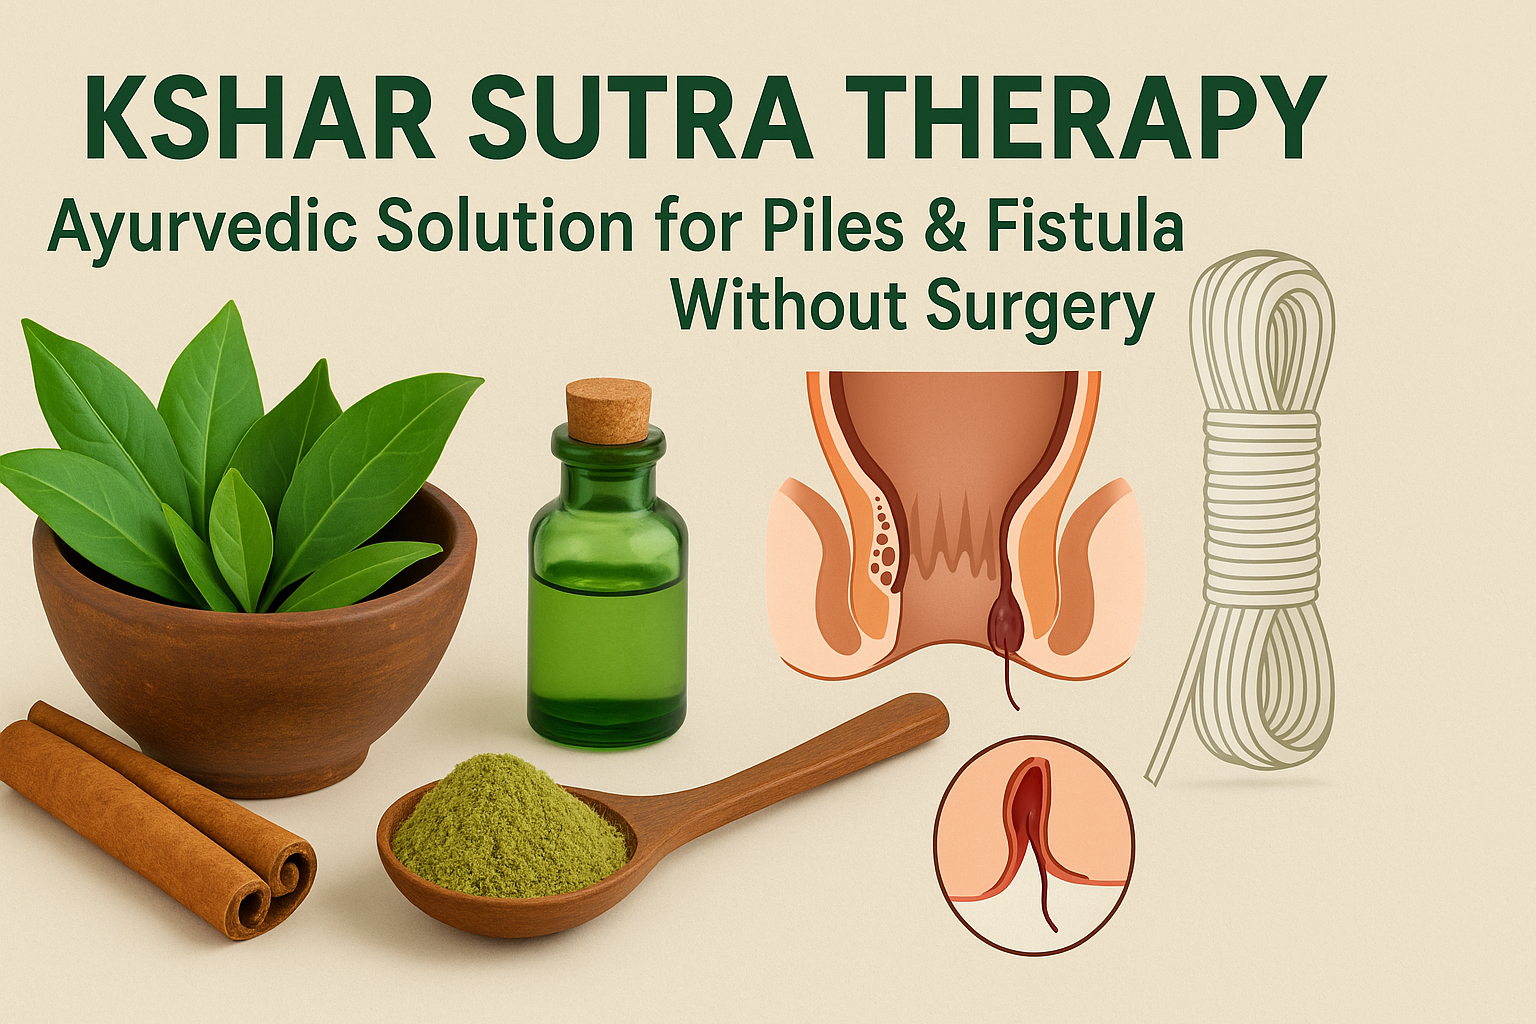 KSHAR SUTRA THERAPY
Ayurvedic Solution for Piles & Fistula
Without Surgery